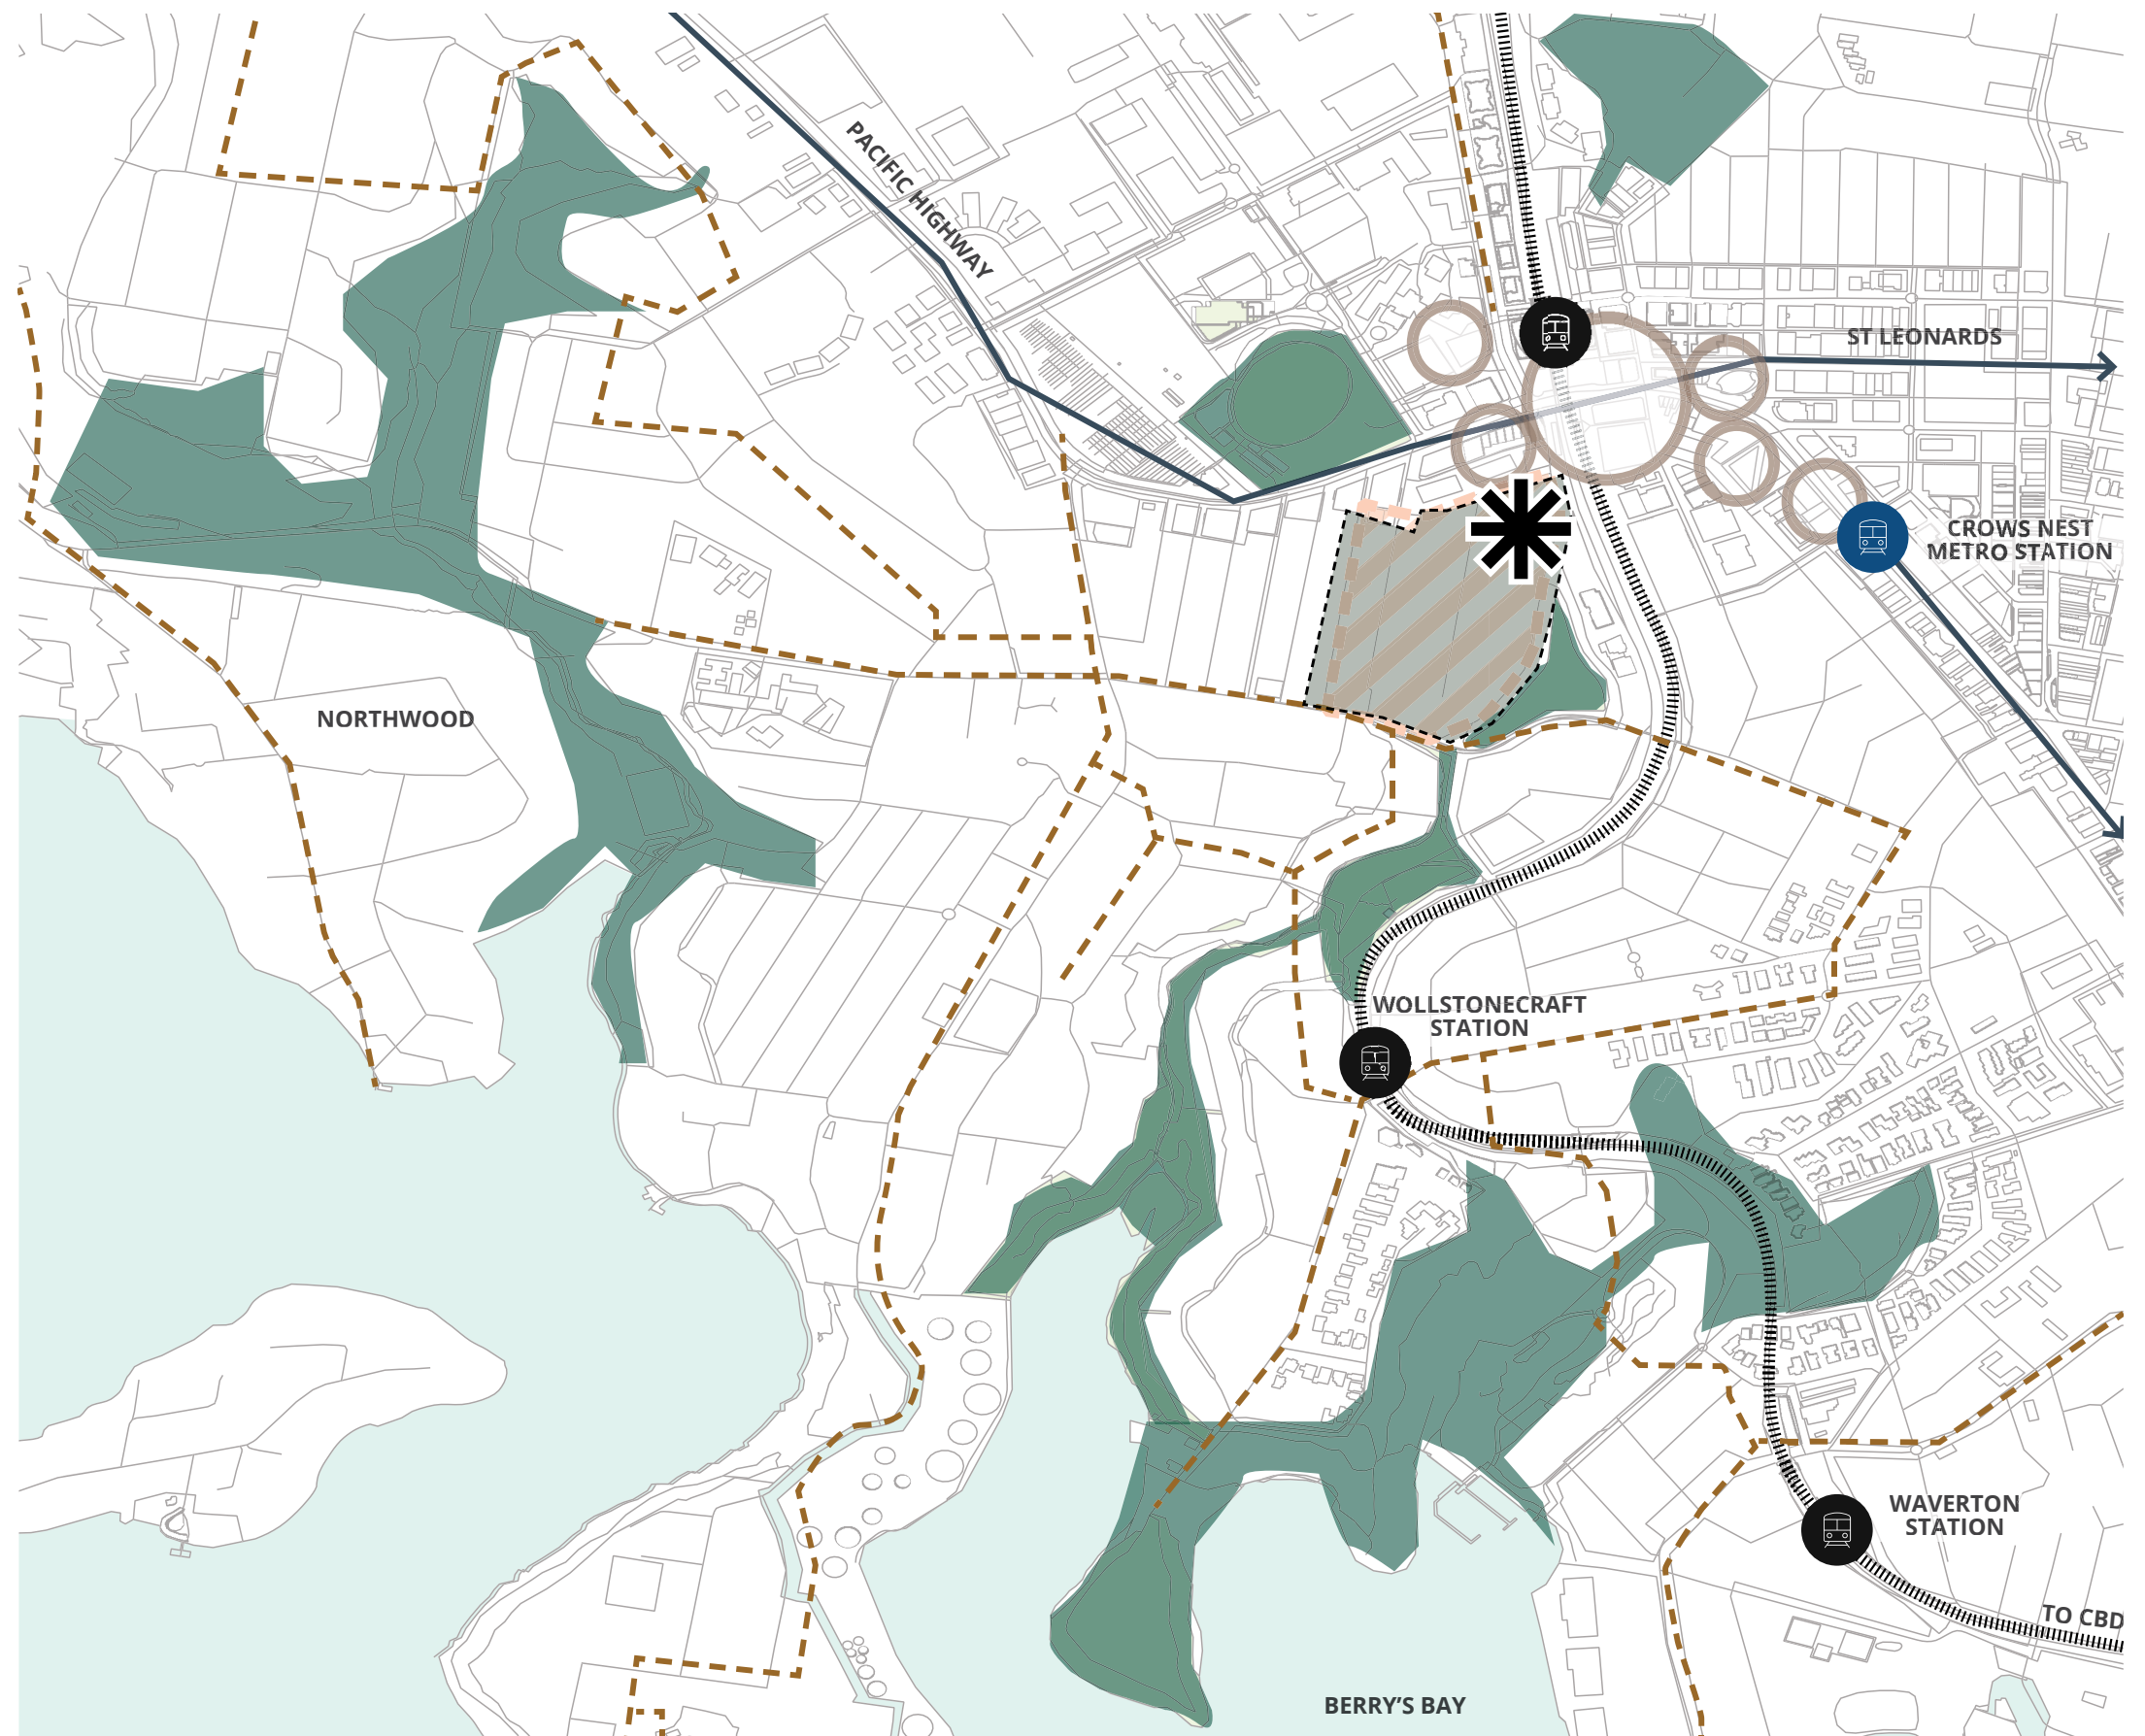 PACIFIC HIGHWAY
ST LEONARDS
CROWS NEST
METRO STATION
NORTHWOOD
WOLLSTONECRAFT
STATION
WAVERTON
STATION
TO CBD
BERRY'S BAY